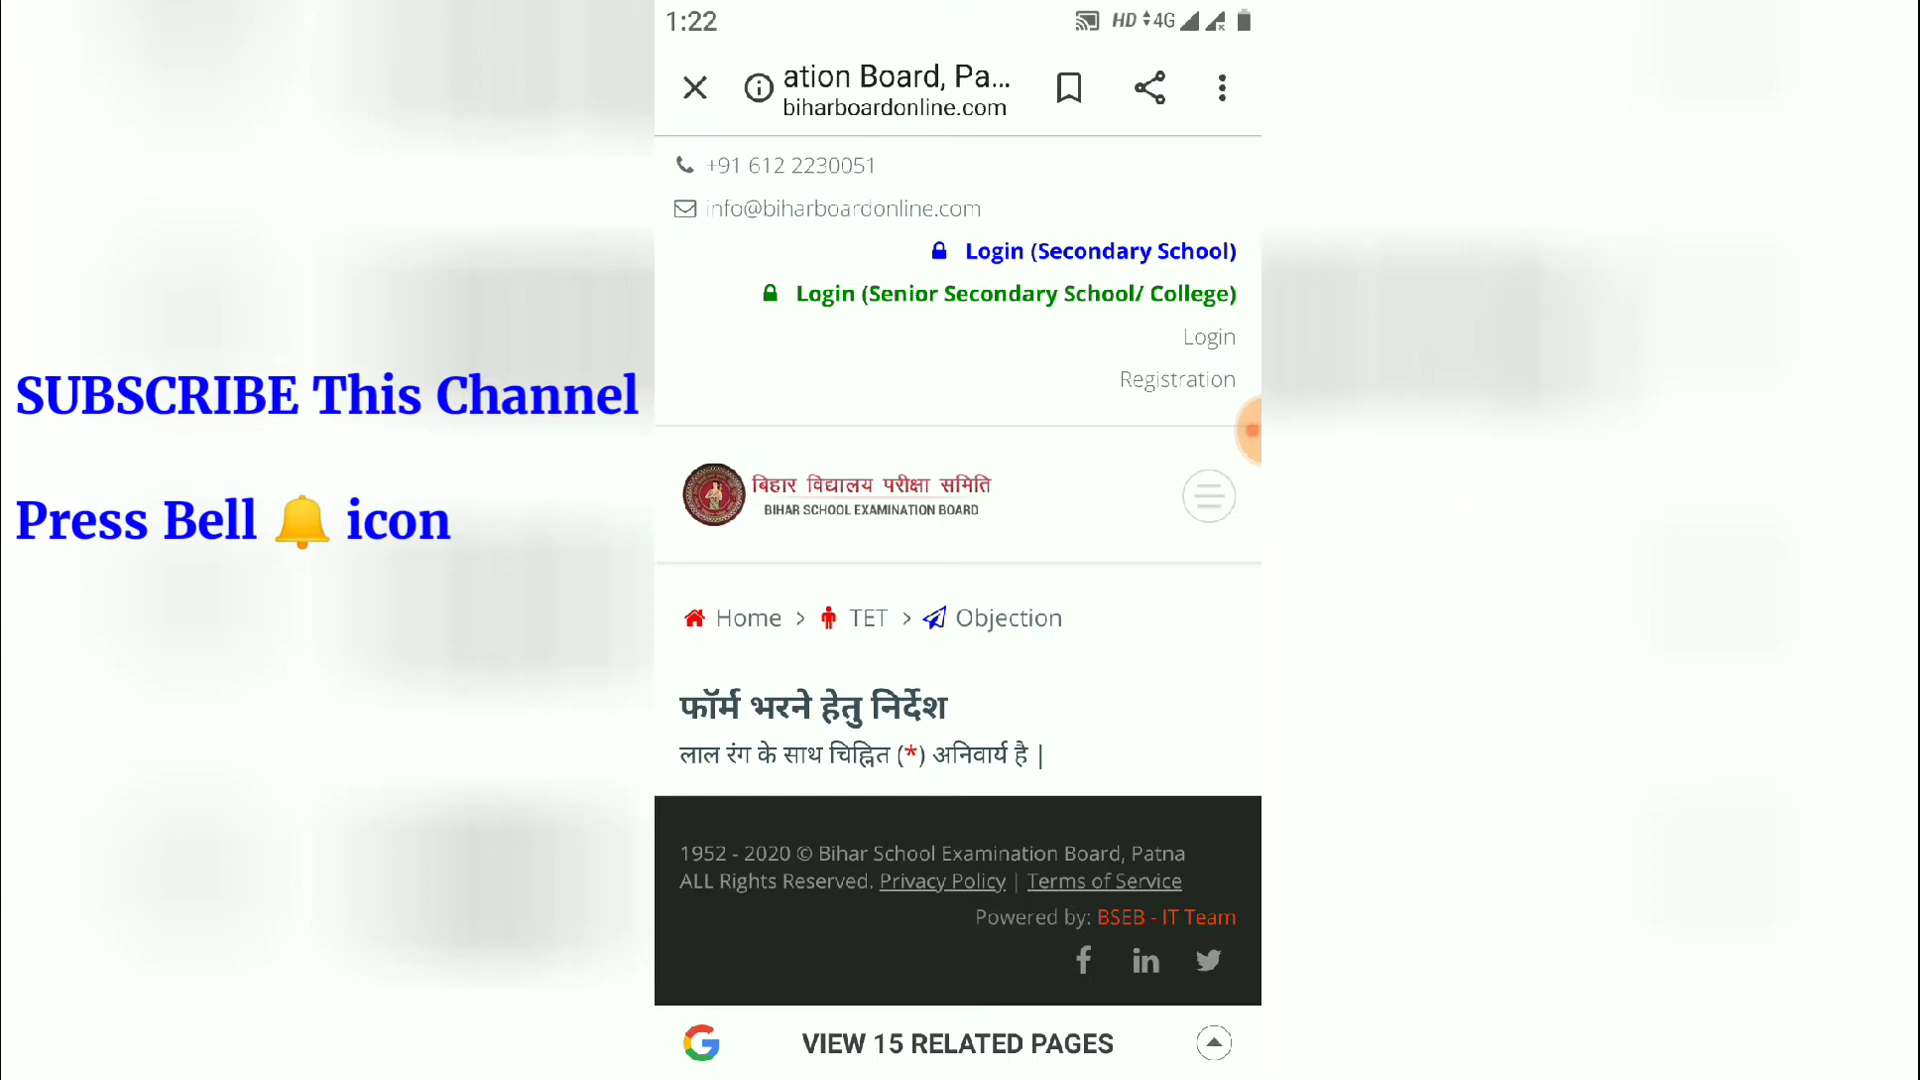 1:22
HD 4G
ation Board, Pa...
biharboardonline.com
+91 612 2230051
info@biharboardonline.com
Login (Secondary School)
Login (Senior Secondary School/ College)
Login
Registration
SUBSCRIBE This Channel
Press Bell 🔔 icon
बिहार विद्यालय परीक्षा समिति
BIHAR SCHOOL EXAMINATION BOARD
Home > TET > Objection
फॉर्म भरने हेतु निर्देश
लाल रंग के साथ चिह्नित (*) अनिवार्य है |
1952 - 2020 © Bihar School Examination Board, Patna
ALL Rights Reserved. Privacy Policy | Terms of Service
Powered by: BSEB - IT Team
VIEW 15 RELATED PAGES